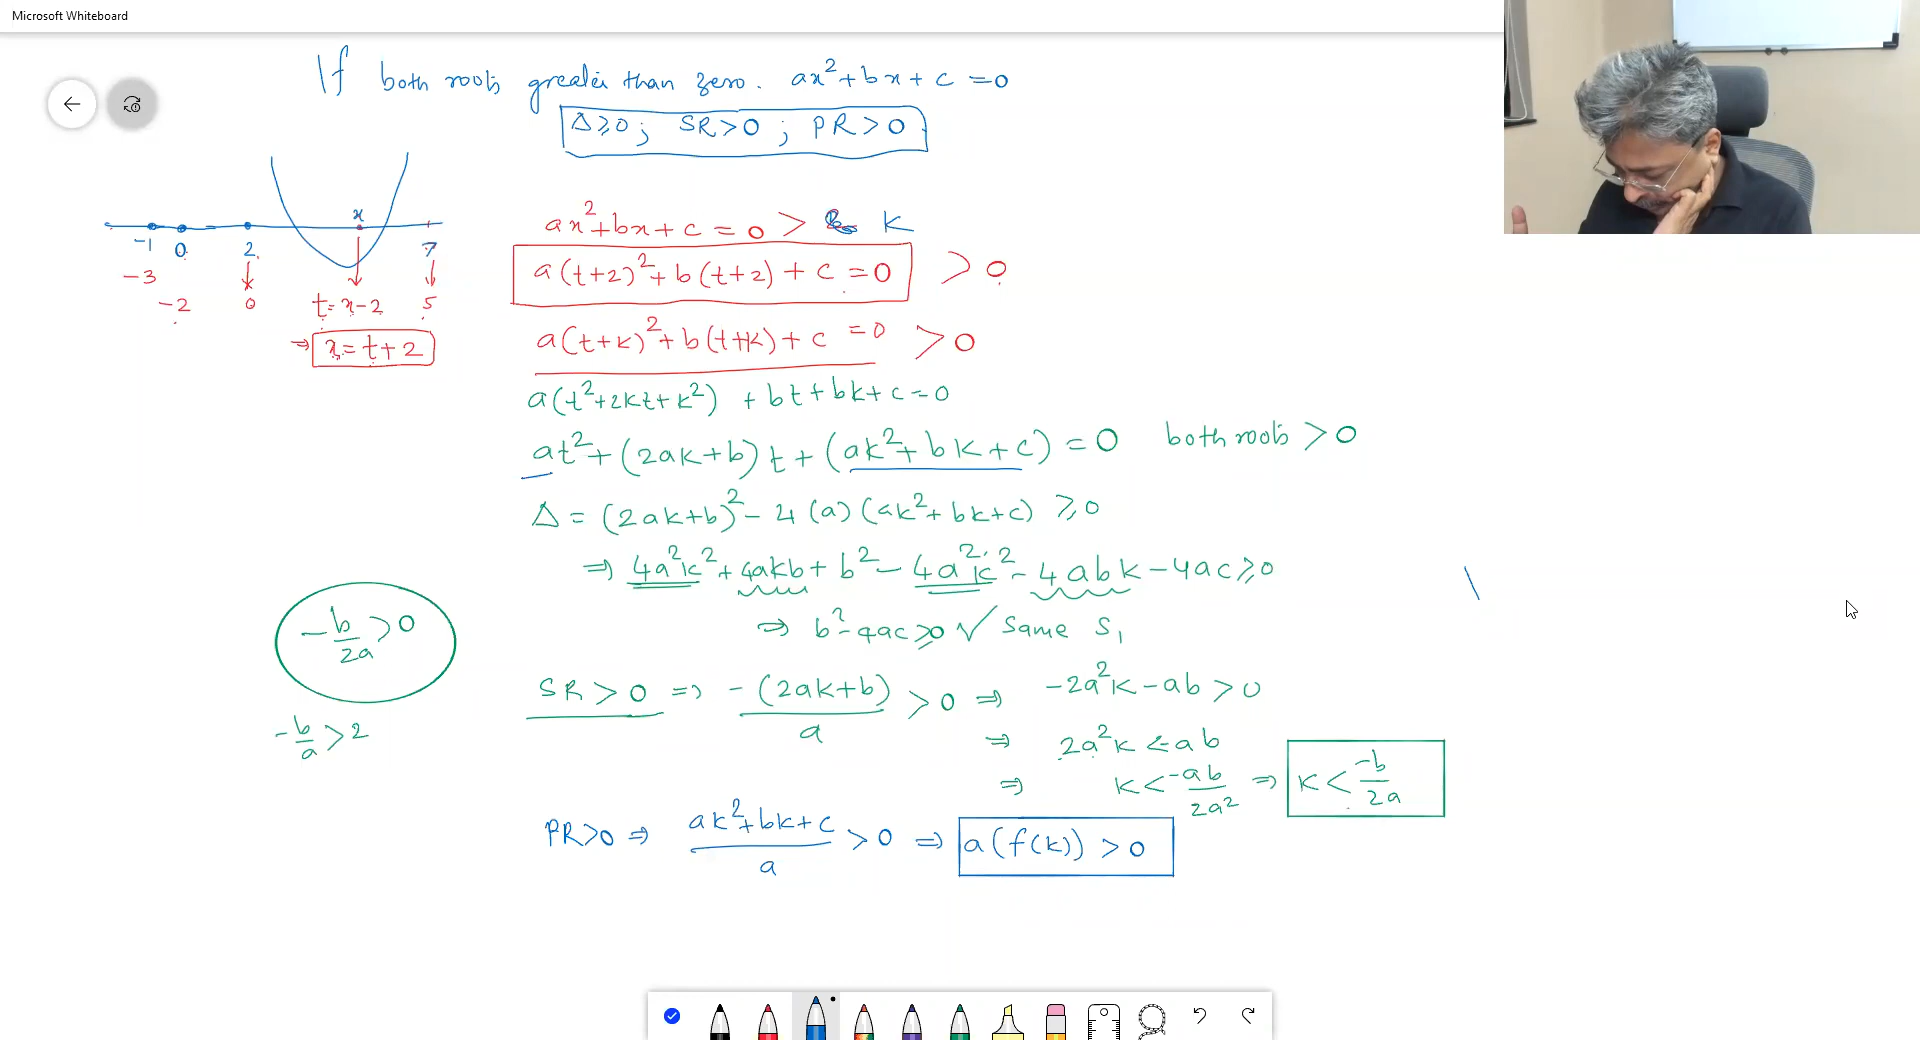 Microsoft Whiteboard
If both roots greater than zero. ax²+bx+c=0
Δ≥0; SR>0; PR>0
x
-1 0 2 7
-3
-2 0 t=x-2 5
⇒ x=t+2
ax²+bx+c=0 > k
a(t+2)²+b(t+2)+c=0 >0
a(t+k)²+b(t+k)+c=0 >0
a(t²+2kt+k²)+bt+bk+c=0
at²+(2ak+b)t+(ak²+bk+c)=0 both roots >0
Δ=(2ak+b)²-4(a)(ak²+bk+c)≥0
⇒ 4a²k²+4akb+b²-4a²k²-4abk-4ac≥0
⇒ b²-4ac≥0 ✓ Same S₁
-b/2a >0
-b/a >2
SR>0 ⇒ -(2ak+b)/a >0 ⇒ -2a²k-ab>0
⇒ 2a²k<-ab
⇒ k<-ab/2a² ⇒ k<-b/2a
PR>0 ⇒ ak²+bk+c/a >0 ⇒ a(f(k))>0